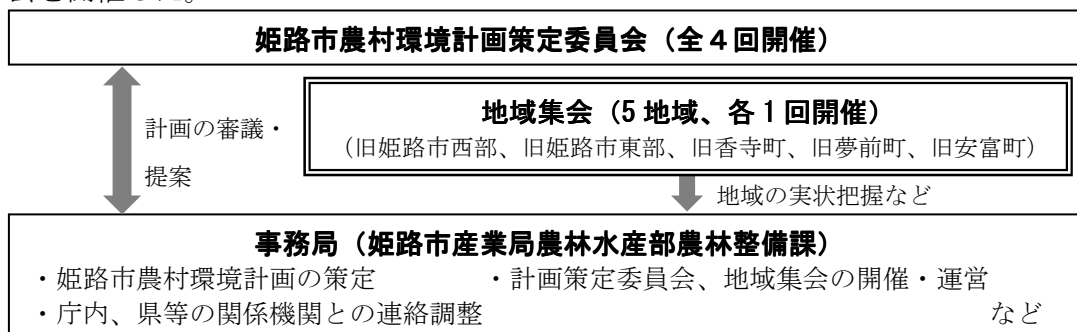 姫路市農村環境計画策定委員会（全４回開催）
計画の審議・
提案
地域集会（5 地域、各 1 回開催）
（旧姫路市西部、旧姫路市東部、旧香寺町、旧夢前町、旧安富町）
地域の実状把握など
事務局（姫路市産業局農林水産部農林整備課）
・姫路市農村環境計画の策定　・計画策定委員会、地域集会の開催・運営
・庁内、県等の関係機関との連絡調整　など